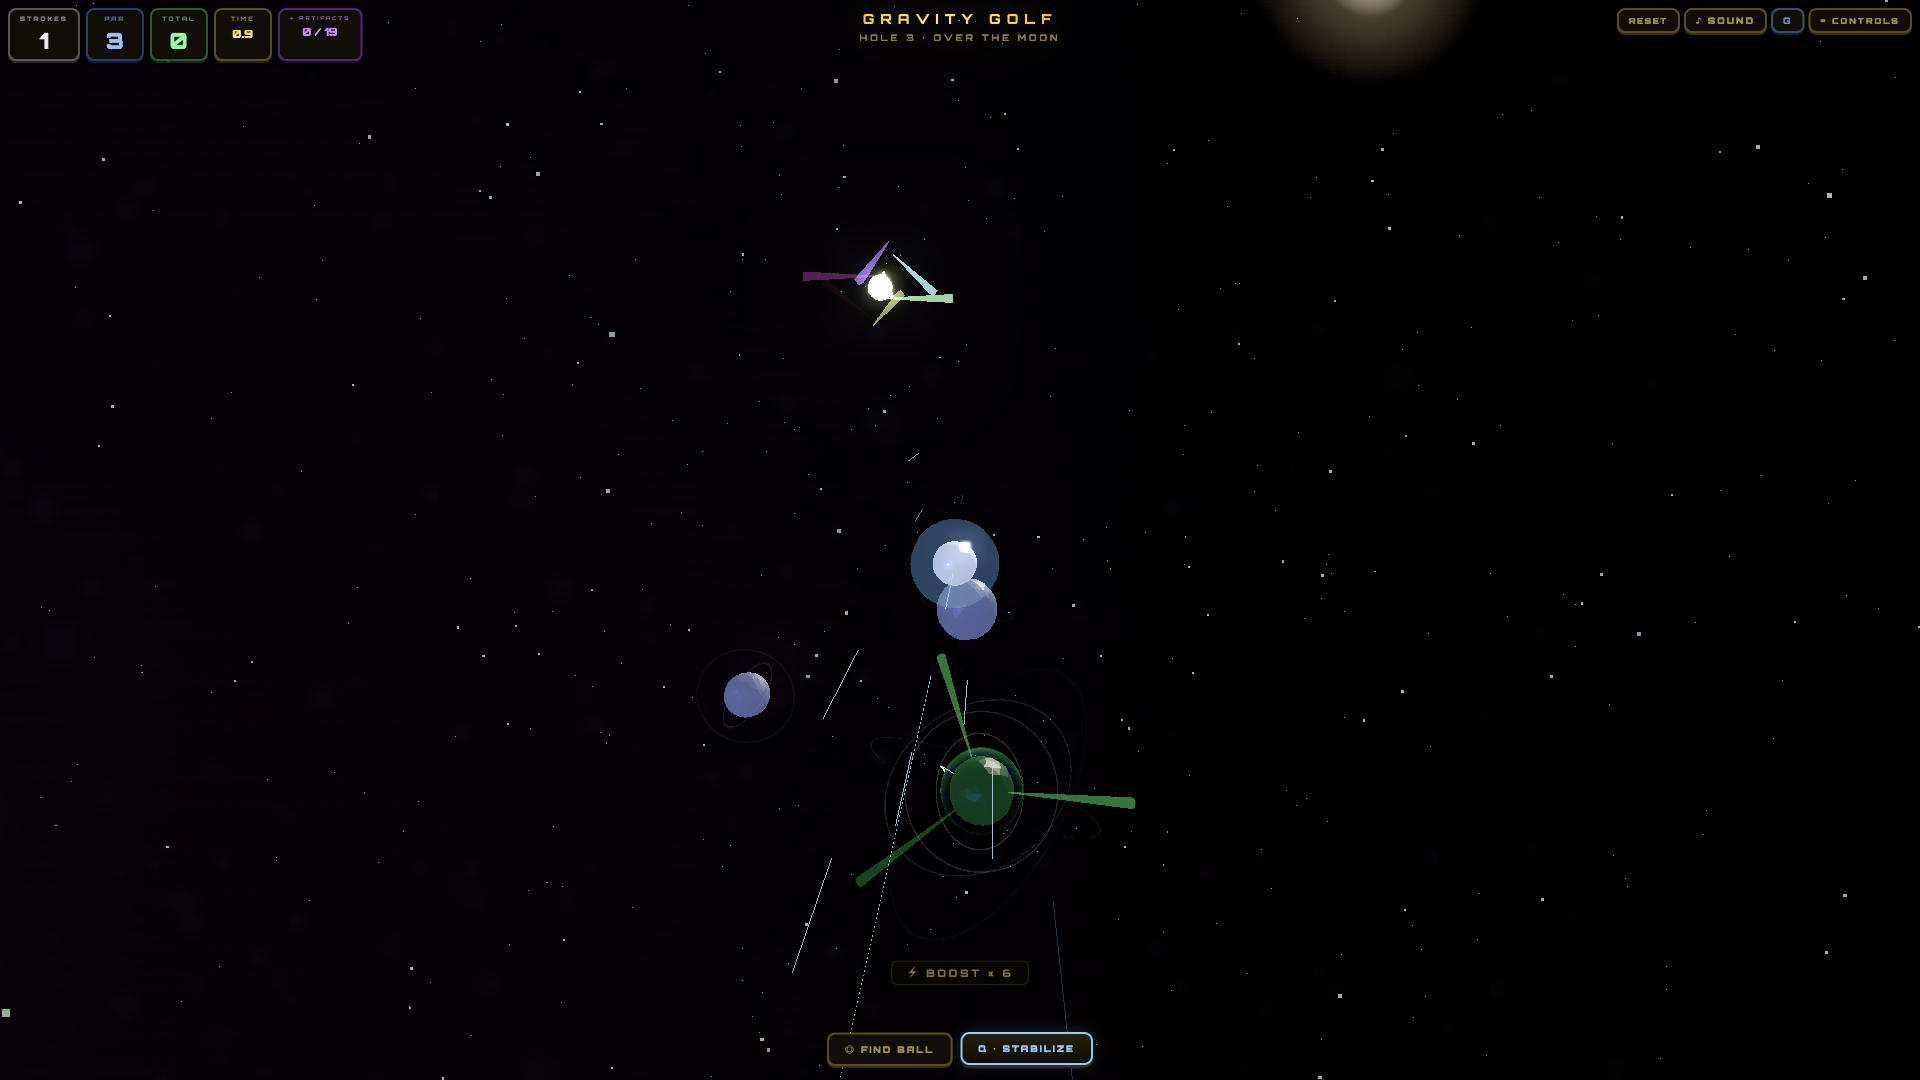 STROKES
1
PAR
3
TOTAL
0
TIME
0.9
ARTIFACTS
0 / 19
GRAVITY GOLF
HOLE 3 · OVER THE MOON
RESET
♪ SOUND
G
CONTROLS
⚡ BOOST × 6
FIND BALL
Q · STABILIZE